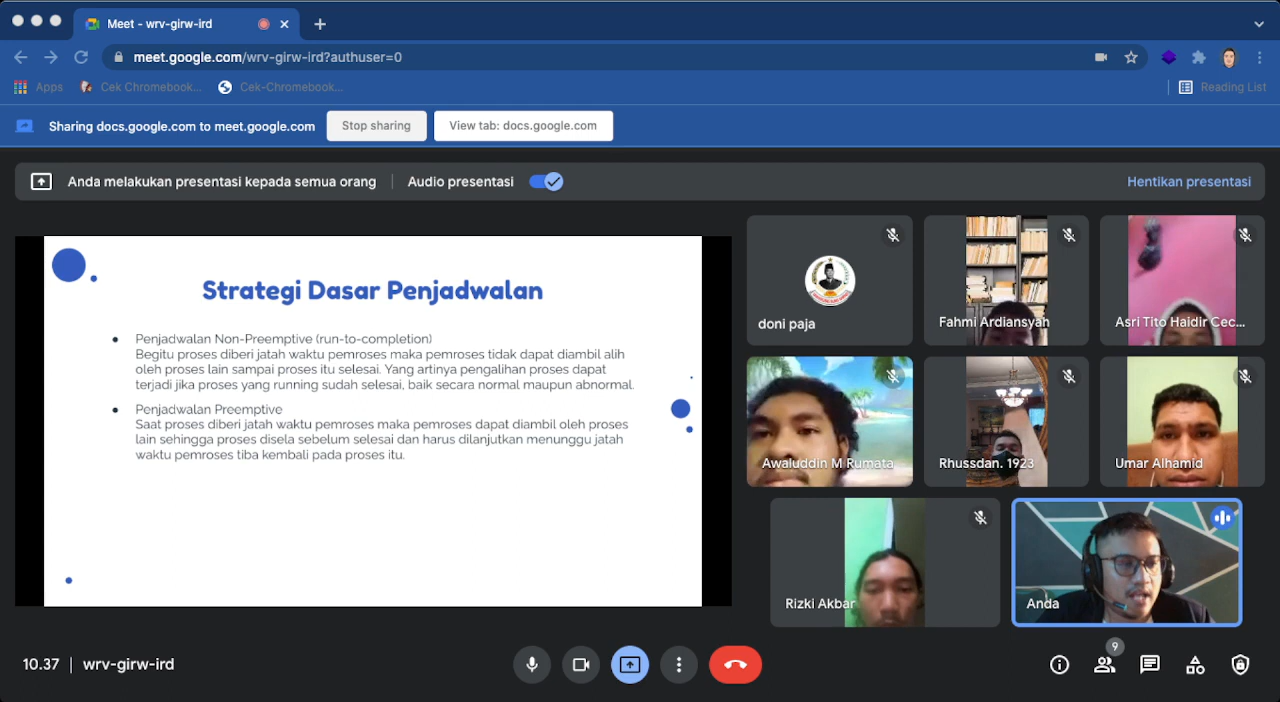 Meet - wrv-girw-ird
meet.google.com/wrv-girw-ird?authuser=0
Apps
Cek Chromebook...
Cek-Chromebook...
Reading List
Sharing docs.google.com to meet.google.com
Stop sharing
View tab: docs.google.com
Anda melakukan presentasi kepada semua orang
Audio presentasi
Hentikan presentasi
Strategi Dasar Penjadwalan
● Penjadwalan Non-Preemptive (run-to-completion)
Begitu proses diberi jatah waktu pemroses maka pemroses tidak dapat diambil alih
oleh proses lain sampai proses itu selesai. Yang artinya pengalihan proses dapat
terjadi jika proses yang running sudah selesai, baik secara normal maupun abnormal.
● Penjadwalan Preemptive
Saat proses diberi jatah waktu pemroses maka pemroses dapat diambil oleh proses
lain sehingga proses disela sebelum selesai dan harus dilanjutkan menunggu jatah
waktu pemroses tiba kembali pada proses itu.
doni paja
Fahmi Ardiansyah
Asri Tito Haidir Cec...
Awaluddin M Rumata
Rhussdan. 1923
Umar Alhamid
Rizki Akbar
Anda
10.37 | wrv-girw-ird
9